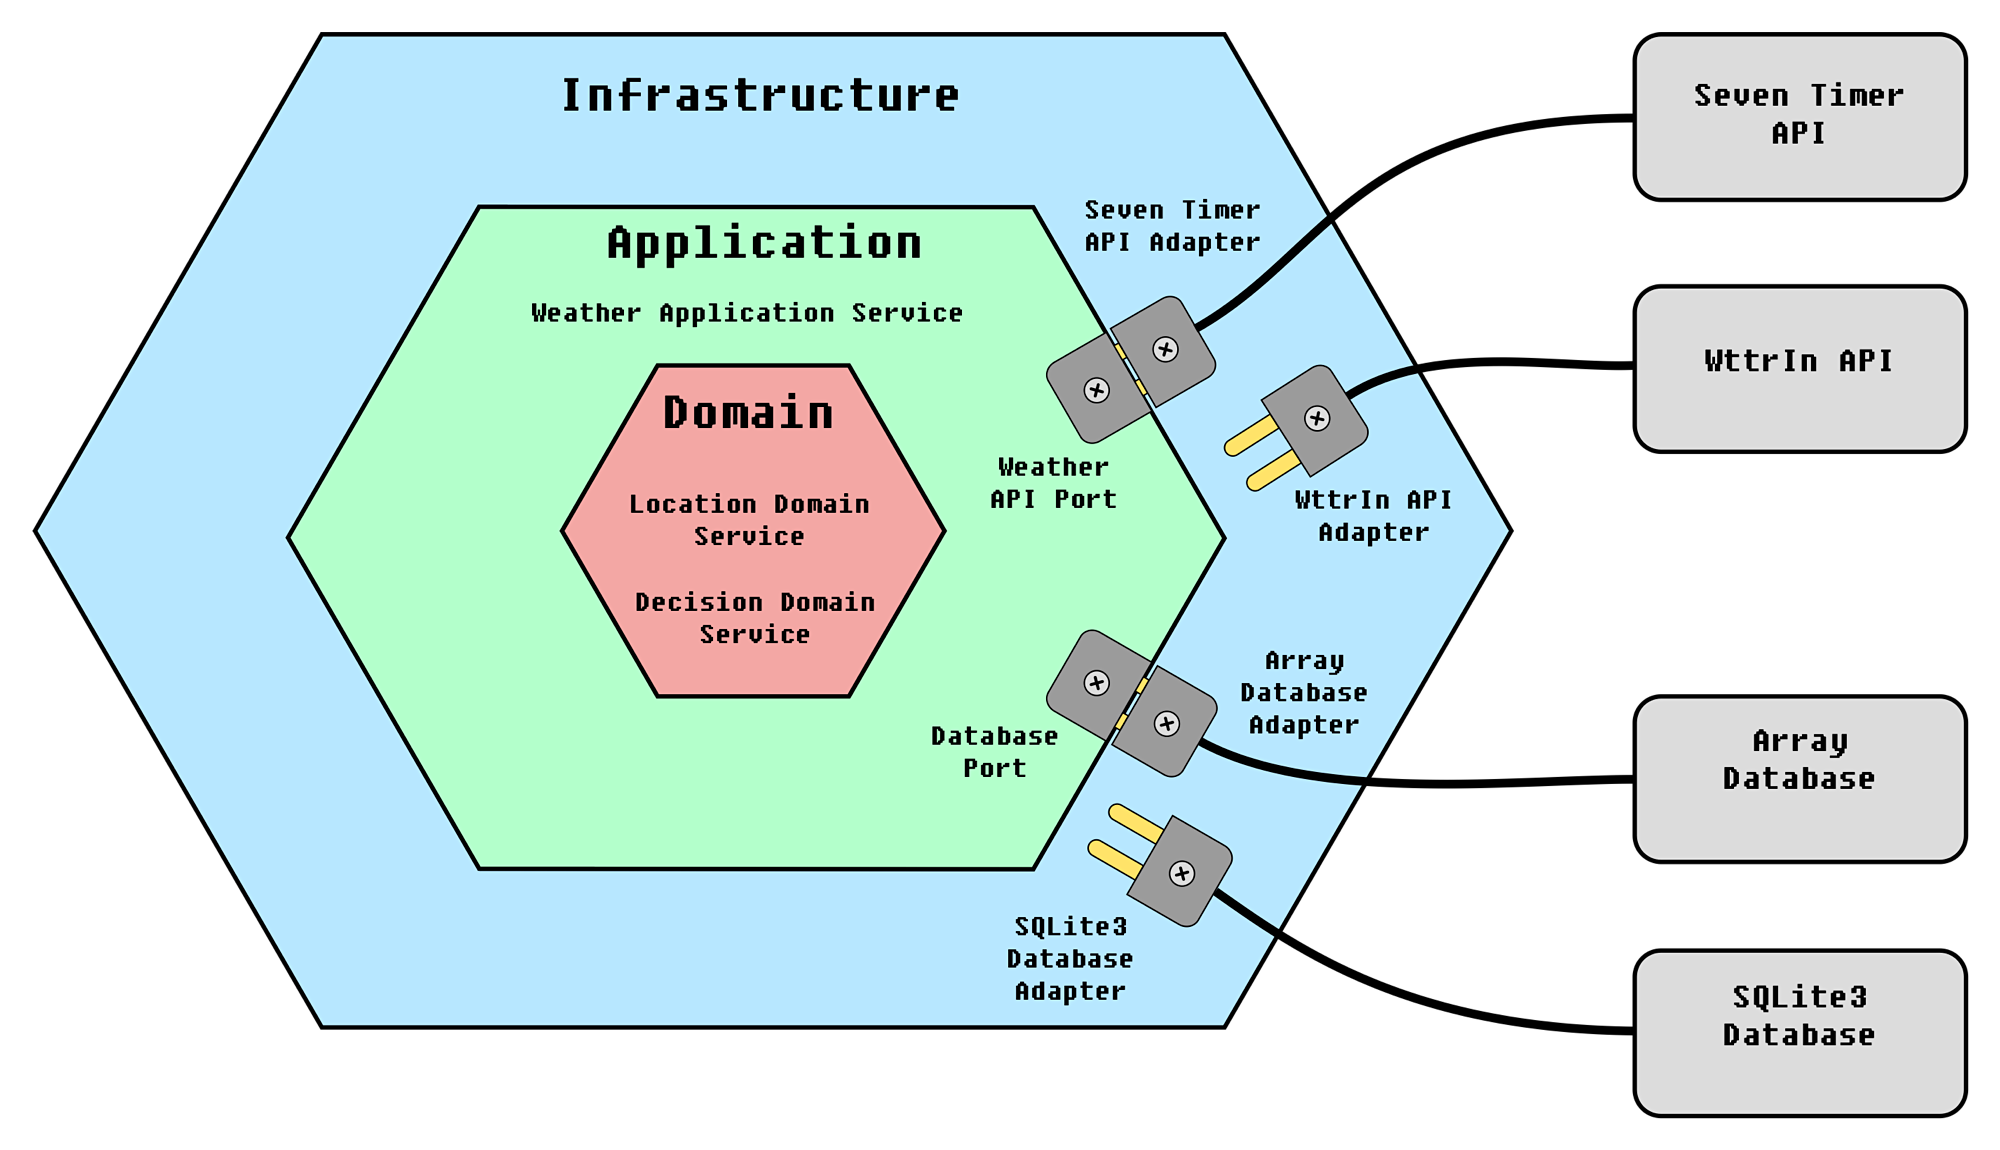 Infrastructure
Application
Weather Application Service
Domain
Location Domain
Service
Decision Domain
Service
Seven Timer
API Adapter
Weather
API Port
WttrIn API
Adapter
Database
Port
Array
Database
Adapter
SQLite3
Database
Adapter
Seven Timer
API
WttrIn API
Array
Database
SQLite3
Database